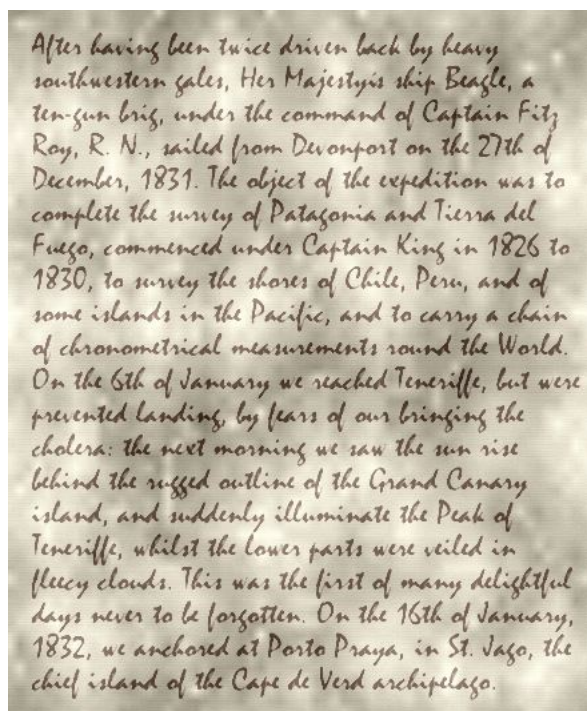 After having been twice driven back by heavy
southwestern gales, Her Majestyis ship Beagle, a
ten-gun brig, under the command of Captain Fitz
Roy, R. N., sailed from Devonport on the 27th of
December, 1831. The object of the expedition was to
complete the survey of Patagonia and Tierra del
Fuego, commenced under Captain King in 1826 to
1830, to survey the shores of Chile, Peru, and of
some islands in the Pacific, and to carry a chain
of chronometrical measurements round the World.
On the 6th of January we reached Teneriffe, but were
prevented landing, by fears of our bringing the
cholera: the next morning we saw the sun rise
behind the rugged outline of the Grand Canary
island, and suddenly illuminate the Peak of
Teneriffe, whilst the lower parts were veiled in
fleecy clouds. This was the first of many delightful
days never to be forgotten. On the 16th of January,
1832, we anchored at Porto Praya, in St. Jago, the
chief island of the Cape de Verd archipelago.